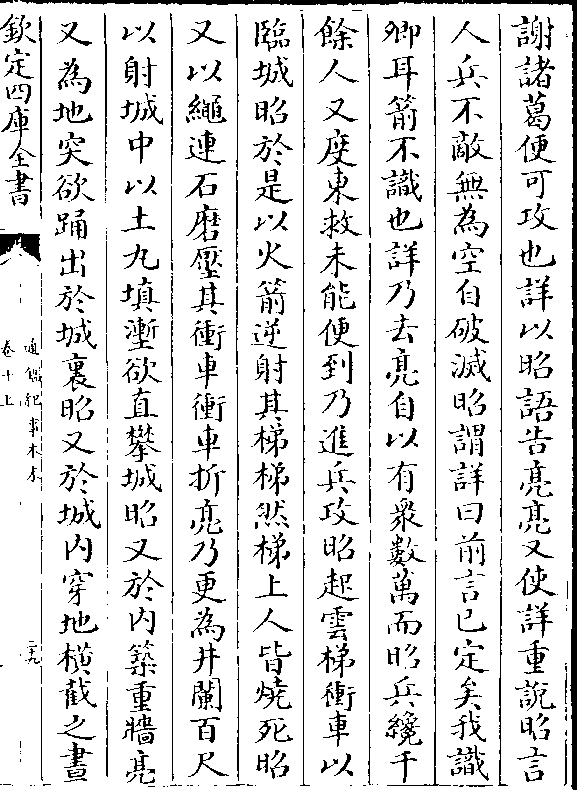 謝諸葛便可攻也詳以昭語告亮亮又使詳重說昭言
人兵不敵無為空自破滅昭謂詳曰前言已定矣我識
卿耳箭不識也詳乃去亮自以有衆數萬而昭兵纔千
餘人又度東救未能便到乃進兵攻昭起雲梯衝車以
臨城昭於是以火箭逆射其梯梯然梯上人皆燒死昭
又以繩連石磨壓其衝車衝車折亮乃更為井闌百尺
以射城中以土丸填壍欲直攀城昭又於内築重牆亮
又為地突欲踊出於城裏昭又於城内穿地橫截之晝
欽定四庫全書
通鑑紀事本末
卷十上
二九